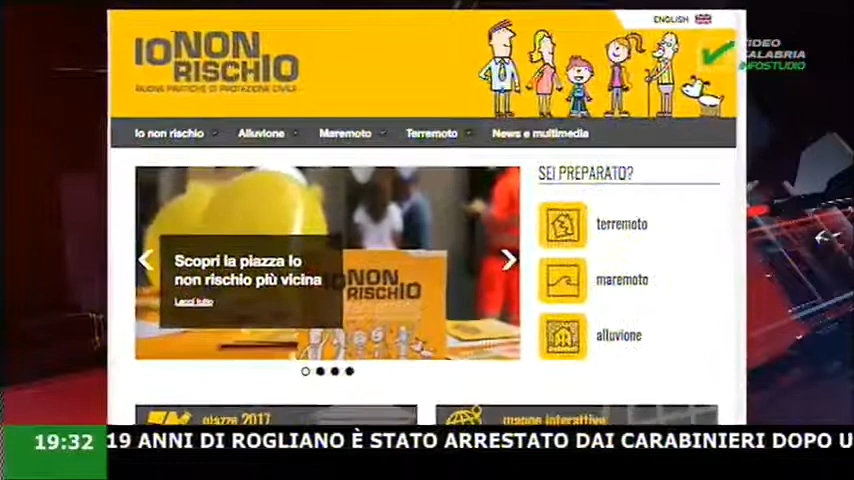 ENGLISH
IO NON RISCHIO
BUONE PRATICHE DI PROTEZIONE CIVILE
VIDEO CALABRIA
INFOSTUDIO
Io non rischio
Alluvione
Maremoto
Terremoto
News e multimedia
SEI PREPARATO?
terremoto
maremoto
alluvione
Scopri la piazza Io
non rischio più vicina
Leggi tutto
IO NON
RISCHIO
piazze 2017
mappe interattive
19:32
19 ANNI DI ROGLIANO È STATO ARRESTATO DAI CARABINIERI DOPO U